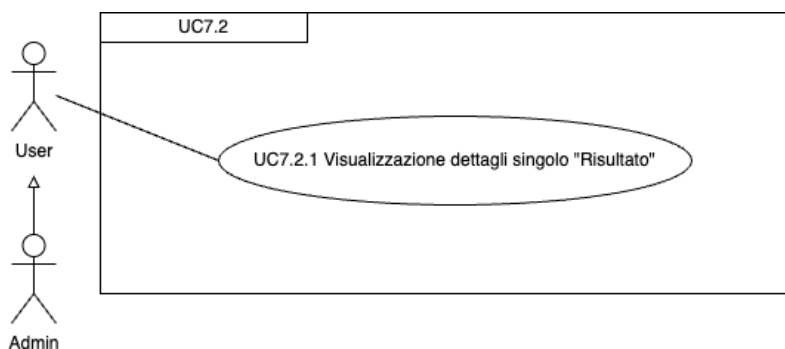 UC7.2
User
UC7.2.1 Visualizzazione dettagli singolo "Risultato"
Admin